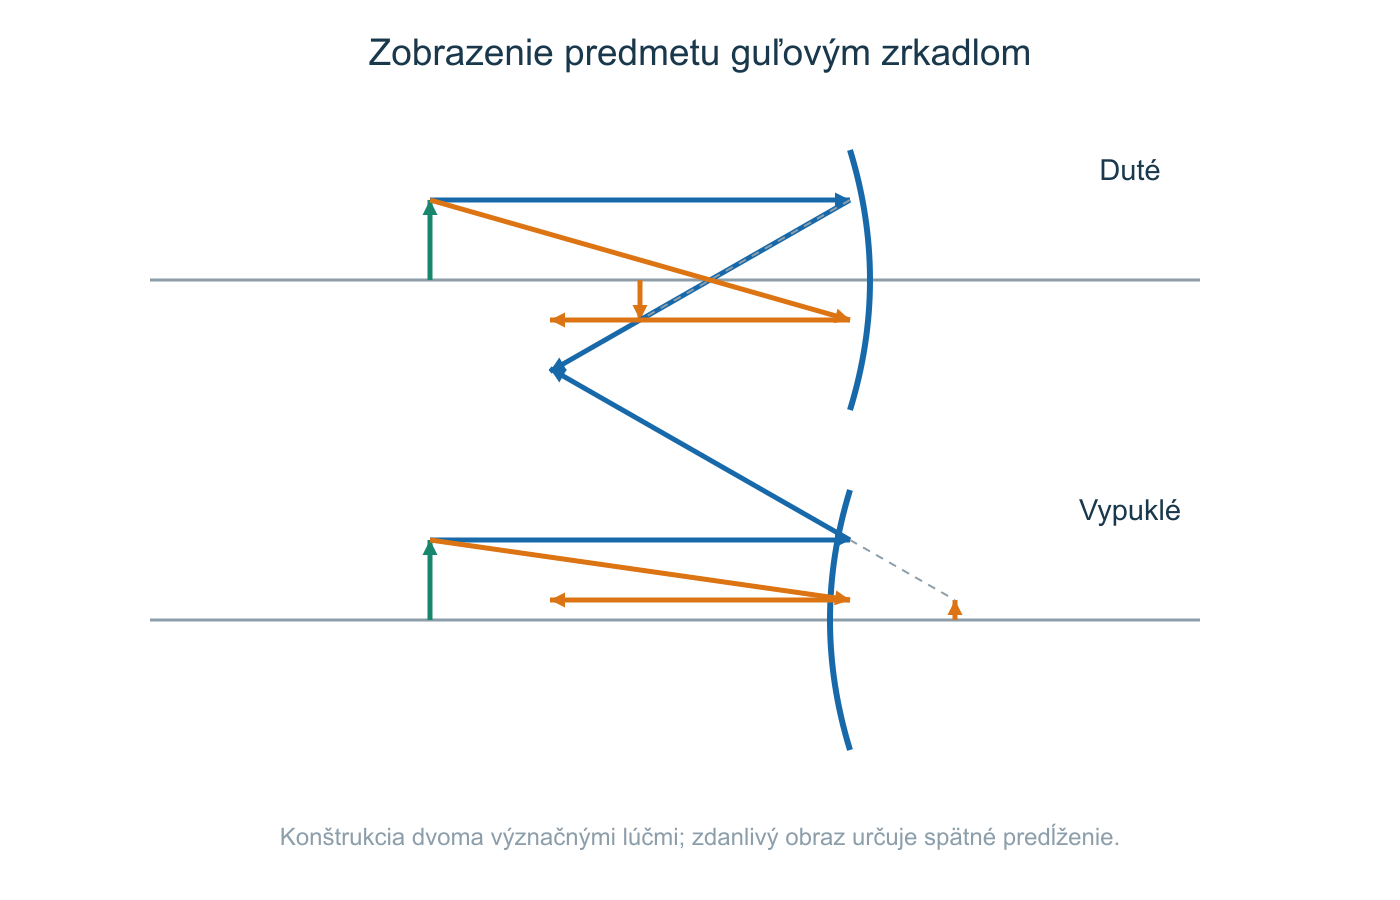 Zobrazenie predmetu guľovým zrkadlom
Duté
Vypuklé
Konštrukcia dvoma význačnými lúčmi; zdanlivý obraz určuje spätné predĺženie.